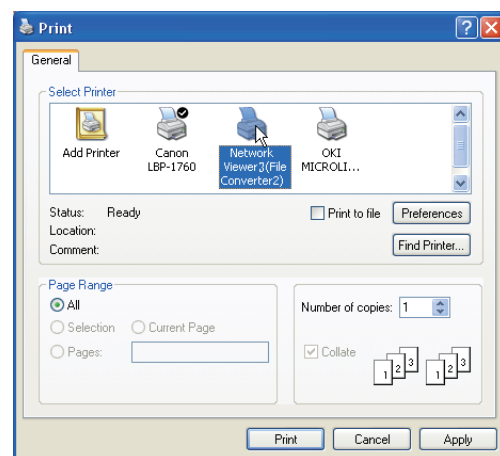 Print
General
Select Printer
Add Printer
Canon
LBP-1760
Network
Viewer3(File
Converter2)
OKI
MICROLI...
Status: Ready
Location:
Comment:
Print to file
Preferences
Find Printer...
Page Range
All
Selection
Current Page
Pages:
Number of copies: 1
Collate
1 2 3 1 2 3
Print Cancel Apply